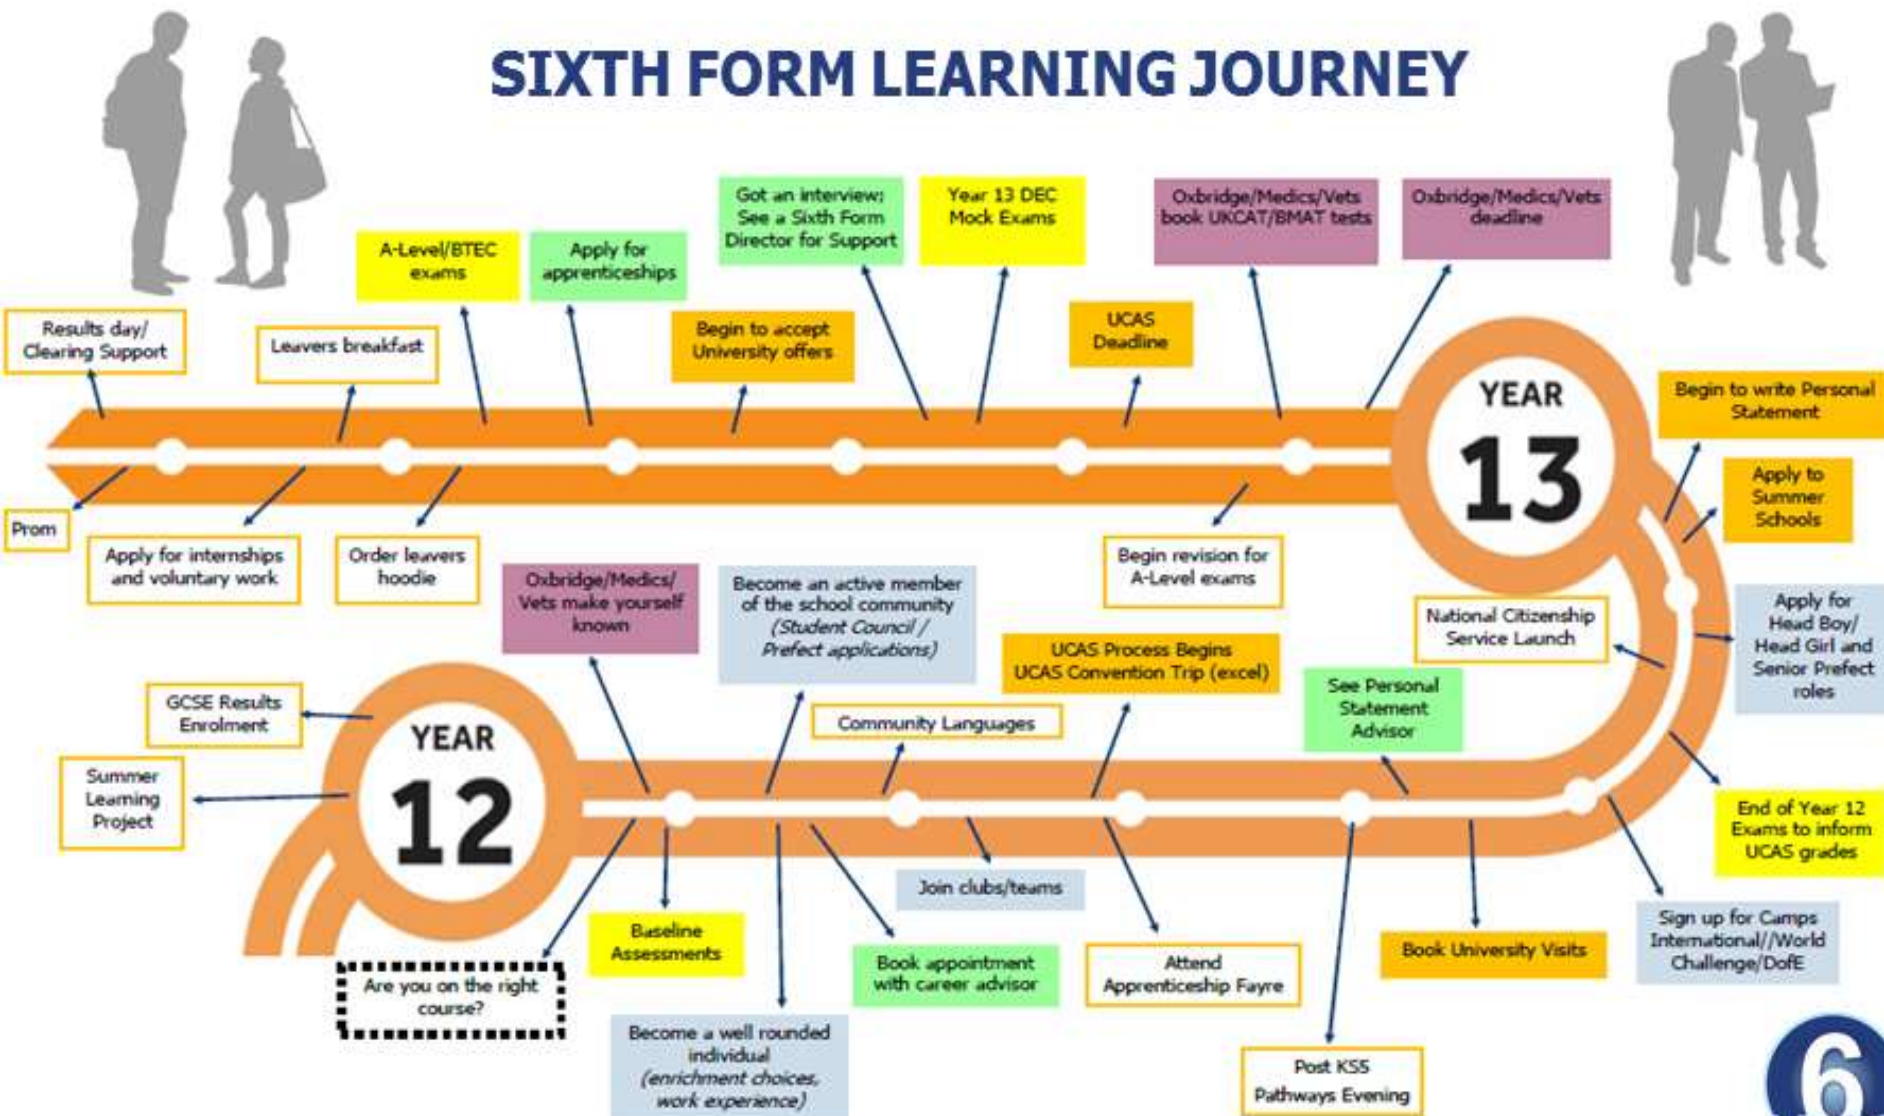 SIXTH FORM LEARNING JOURNEY
Got an interview:
See a Sixth Form
Director for Support
Year 13 DEC
Mock Exams
Oxbridge/Medics/Vets
book UKCAT/BMAT tests
Oxbridge/Medics/Vets
deadline
A-Level/BTEC
exams
Apply for
apprenticeships
Results day/
Clearing Support
Leavers breakfast
Begin to accept
University offers
UCAS
Deadline
YEAR
13
Begin to write Personal
Statement
Apply to
Summer
Schools
Prom
Apply for internships
and voluntary work
Order leavers
hoodie
Begin revision for
A-Level exams
Oxbridge/Medics/
Vets make yourself
known
Become an active member
of the school community
(Student Council /
Prefect applications)
UCAS Process Begins
UCAS Convention Trip (excel)
National Citizenship
Service Launch
Apply for
Head Boy/
Head Girl and
Senior Prefect
roles
GCSE Results
Enrolment
YEAR
12
Community Languages
See Personal
Statement
Advisor
Summer
Learning
Project
End of Year 12
Exams to inform
UCAS grades
Are you on the right
course?
Baseline
Assessments
Join clubs/teams
Become a well rounded
individual
(enrichment choices,
work experience)
Book appointment
with career advisor
Attend
Apprenticeship Fayre
Book University Visits
Sign up for Camps
International//World
Challenge/DofE
Post KS5
Pathways Evening
6